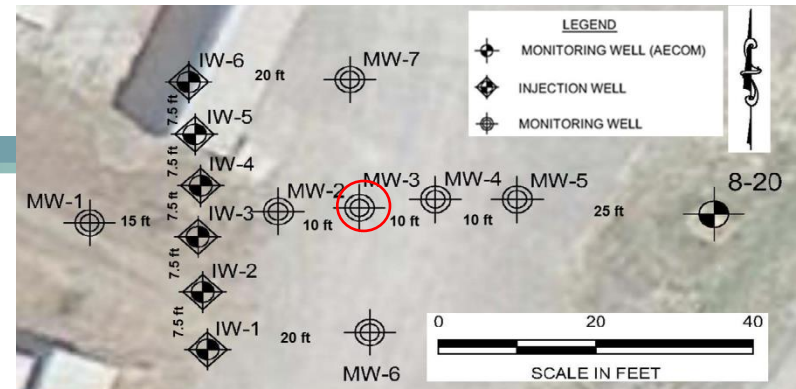 LEGEND
MONITORING WELL (AECOM)
INJECTION WELL
MONITORING WELL
IW-6
20 ft
MW-7
7.5 ft
IW-5
7.5 ft
IW-4
7.5 ft
MW-1
15 ft
IW-3
MW-2
10 ft
MW-3
10 ft
MW-4
10 ft
MW-5
25 ft
8-20
7.5 ft
IW-2
7.5 ft
IW-1
20 ft
MW-6
0 20 40
SCALE IN FEET